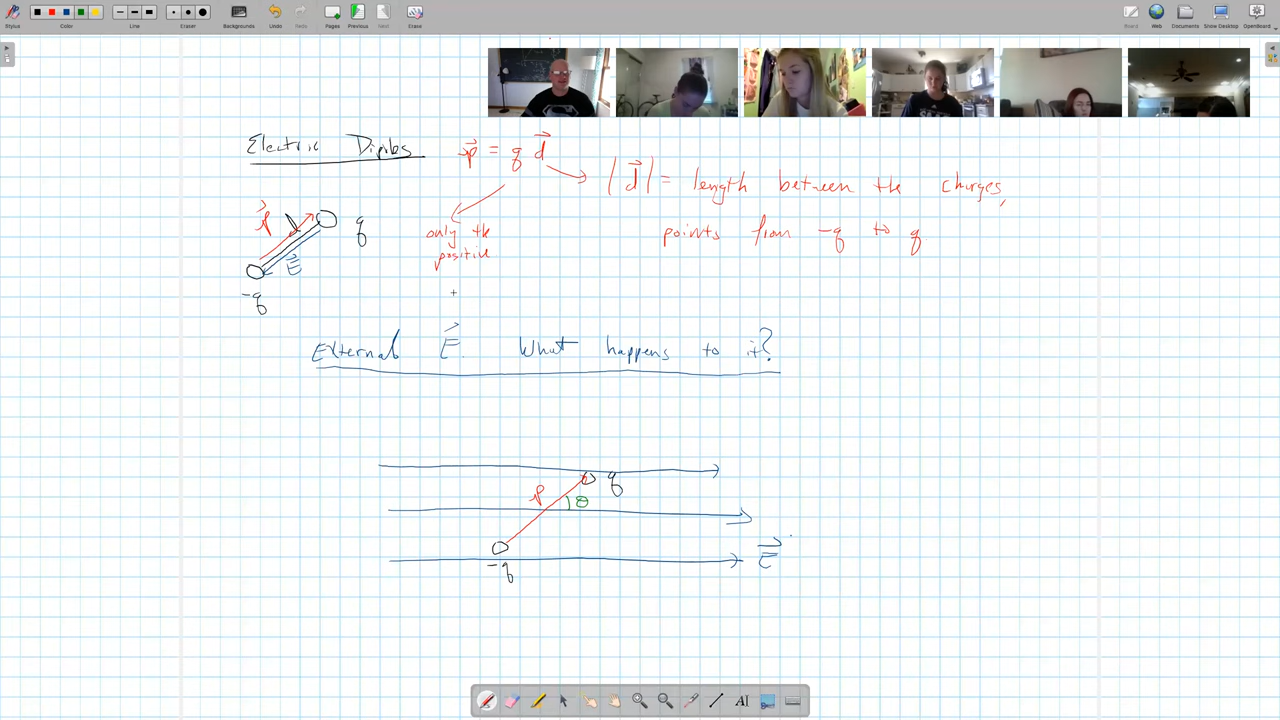 Stylus
Color
Line
Eraser
Backgrounds
Undo
Redo
Pages
Previous
Next
Erase
Board
Web
Documents
Show Desktop
OpenBoard
Electric Dipoles
p⃗ = q d⃗
|d⃗| = length between the charges,
points from -q to q
only the
positive
p⃗
q
E⃗
-q
External E⃗. What happens to it?
q
p
θ
E⃗
-q
AI